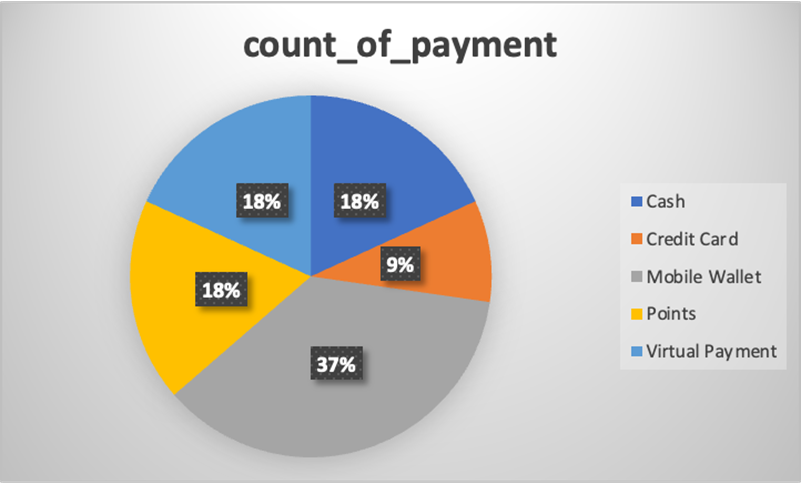 count_of_payment
18%
18%
9%
18%
37%
Cash
Credit Card
Mobile Wallet
Points
Virtual Payment